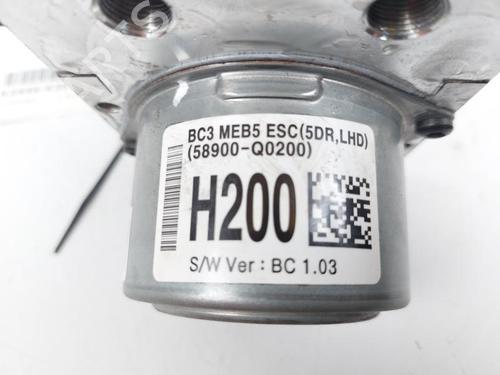 BC3 MEB5 ESC(5DR,LHD)
(58900-Q0200)
H200
S/W Ver : BC 1.03